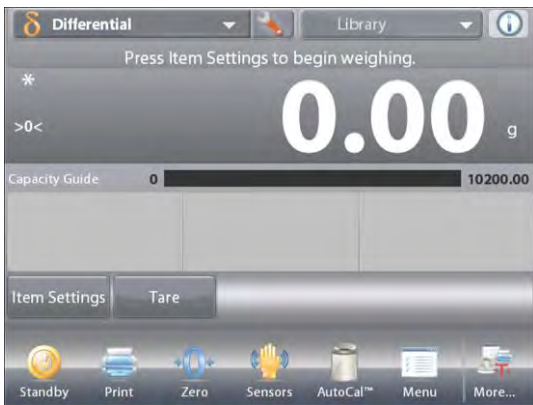 δ Differential Library
Press Item Settings to begin weighing.
*
>0<
0.00 g
Capacity Guide 0 10200.00
Item Settings Tare
Standby Print Zero Sensors AutoCal™ Menu More...